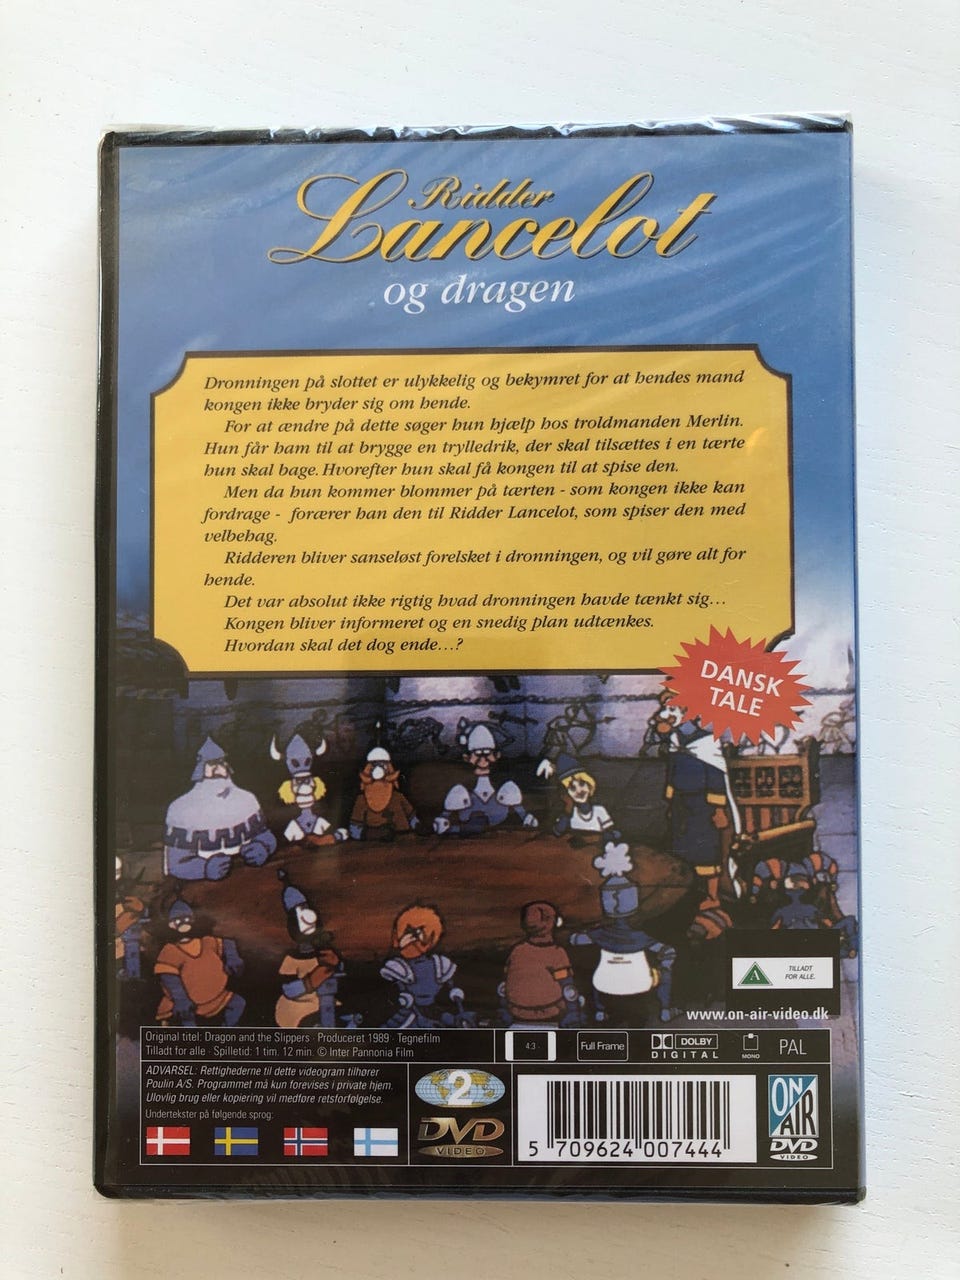 Ridder
Lancelot
og dragen
Dronningen på slottet er ulykkelig og bekymret for at hendes mand
kongen ikke bryder sig om hende.
For at ændre på dette søger hun hjælp hos troldmanden Merlin.
Hun får ham til at brygge en trylledrik, der skal tilsættes i en tærte
hun skal bage. Hvorefter hun skal få kongen til at spise den.
Men da hun kommer blommer på tærten - som kongen ikke kan
fordrage - forærer han den til Ridder Lancelot, som spiser den med
velbehag.
Ridderen bliver sanseløst forelsket i dronningen, og vil gøre alt for
hende.
Det var absolut ikke rigtig hvad dronningen havde tænkt sig...
Kongen bliver informeret og en snedig plan udtænkes.
Hvordan skal det dog ende...?
DANSK
TALE
A
TILLADT
FOR ALLE.
www.on-air-video.dk
Original titel: Dragon and the Slippers · Produceret 1989 · Tegnefilm
Tilladt for alle · Spilletid: 1 tim. 12 min. © Inter Pannonia Film
4:3
Full Frame
DOLBY
DIGITAL
MONO
PAL
ADVARSEL: Rettighederne til dette videogram tilhører
Poulin A/S. Programmet må kun forevises i private hjem.
Ulovlig brug eller kopiering vil medføre retsforfølgelse.
Undertekster på følgende sprog:
2
DVD
VIDEO
5 709624 007444
ON
AIR
DVD
VIDEO